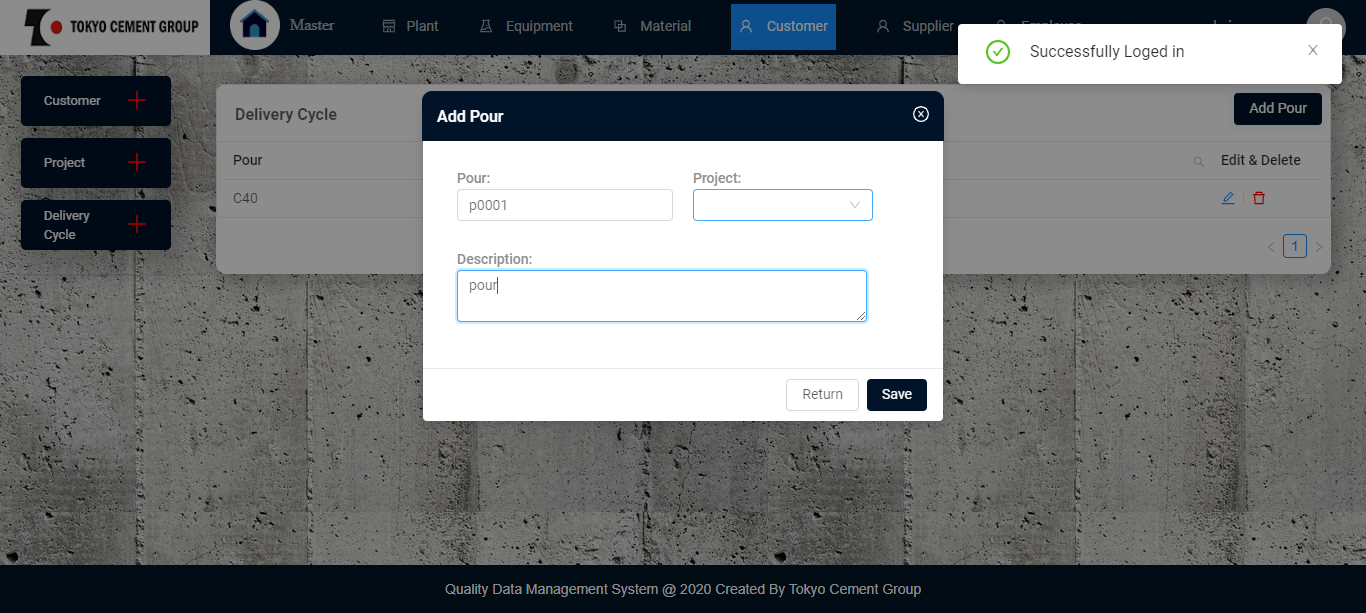 TOKYO CEMENT GROUP
Master
Plant
Equipment
Material
Customer
Supplier
Successfully Loged in
Customer
Project
Delivery
Cycle
Delivery Cycle
Add Pour
Pour
Edit & Delete
C40
1
Add Pour
Pour:
Project:
p0001
Description:
pour
Return
Save
Quality Data Management System @ 2020 Created By Tokyo Cement Group